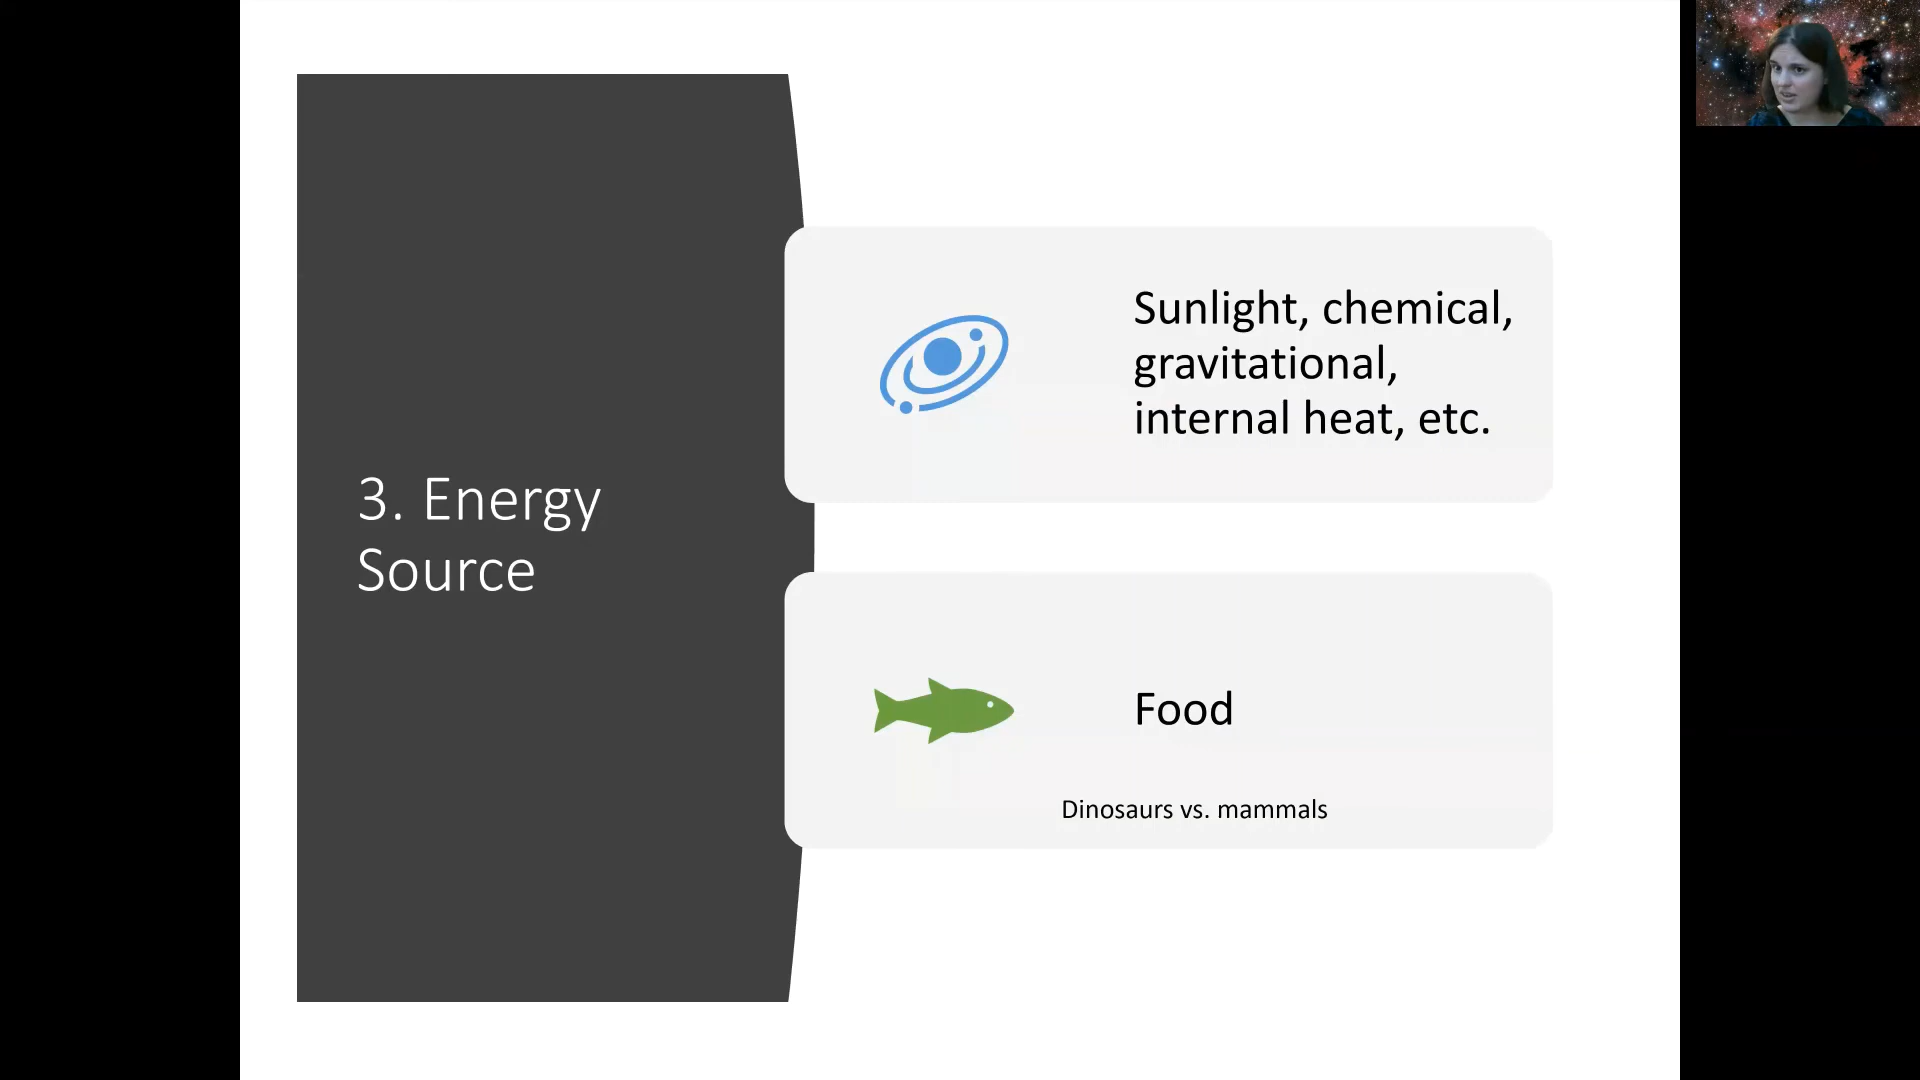 3. Energy
Source
Sunlight, chemical,
gravitational,
internal heat, etc.
Food
Dinosaurs vs. mammals